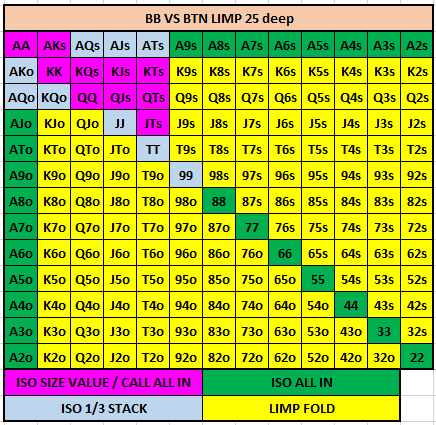 BB VS BTN LIMP 25 deep
AA AKs AQs AJs ATs A9s A8s A7s A6s A5s A4s A3s A2s
AKo KK KQs KJs KTs K9s K8s K7s K6s K5s K4s K3s K2s
AQo KQo QQ QJs QTs Q9s Q8s Q7s Q6s Q5s Q4s Q3s Q2s
AJo KJo QJo JJ JTs J9s J8s J7s J6s J5s J4s J3s J2s
ATo KTo QTo JTo TT T9s T8s T7s T6s T5s T4s T3s T2s
A9o K9o Q9o J9o T9o 99 98s 97s 96s 95s 94s 93s 92s
A8o K8o Q8o J8o T8o 98o 88 87s 86s 85s 84s 83s 82s
A7o K7o Q7o J7o T7o 97o 87o 77 76s 75s 74s 73s 72s
A6o K6o Q6o J6o T6o 96o 86o 76o 66 65s 64s 63s 62s
A5o K5o Q5o J5o T5o 95o 85o 75o 65o 55 54s 53s 52s
A4o K4o Q4o J4o T4o 94o 84o 74o 64o 54o 44 43s 42s
A3o K3o Q3o J3o T3o 93o 83o 73o 63o 53o 43o 33 32s
A2o K2o Q2o J2o T2o 92o 82o 72o 62o 52o 42o 32o 22
ISO SIZE VALUE / CALL ALL IN ISO ALL IN
ISO 1/3 STACK LIMP FOLD